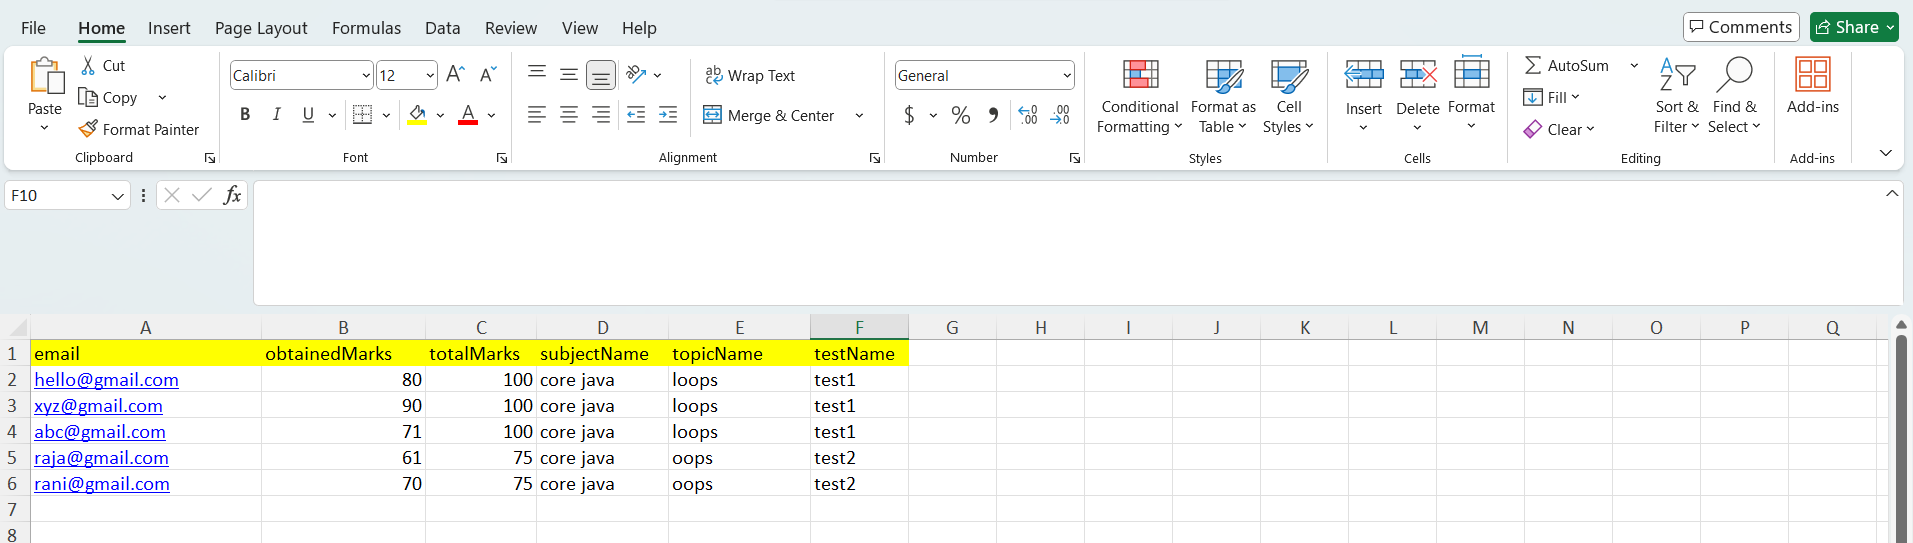 File Home Insert Page Layout Formulas Data Review View Help Comments Share
Paste Cut Copy Format Painter Clipboard
Calibri 12 A A B I U A Font
ab Wrap Text Merge & Center Alignment
General $ % , .00 .00 Number
Conditional Formatting Format as Table Cell Styles Styles
Insert Delete Format Cells
AutoSum Fill Clear Sort & Filter Find & Select Editing
Add-ins Add-ins
F10 fx
A B C D E F G H I J K L M N O P Q
1 email obtainedMarks totalMarks subjectName topicName testName
2 hello@gmail.com 80 100 core java loops test1
3 xyz@gmail.com 90 100 core java loops test1
4 abc@gmail.com 71 100 core java loops test1
5 raja@gmail.com 61 75 core java oops test2
6 rani@gmail.com 70 75 core java oops test2
7
8